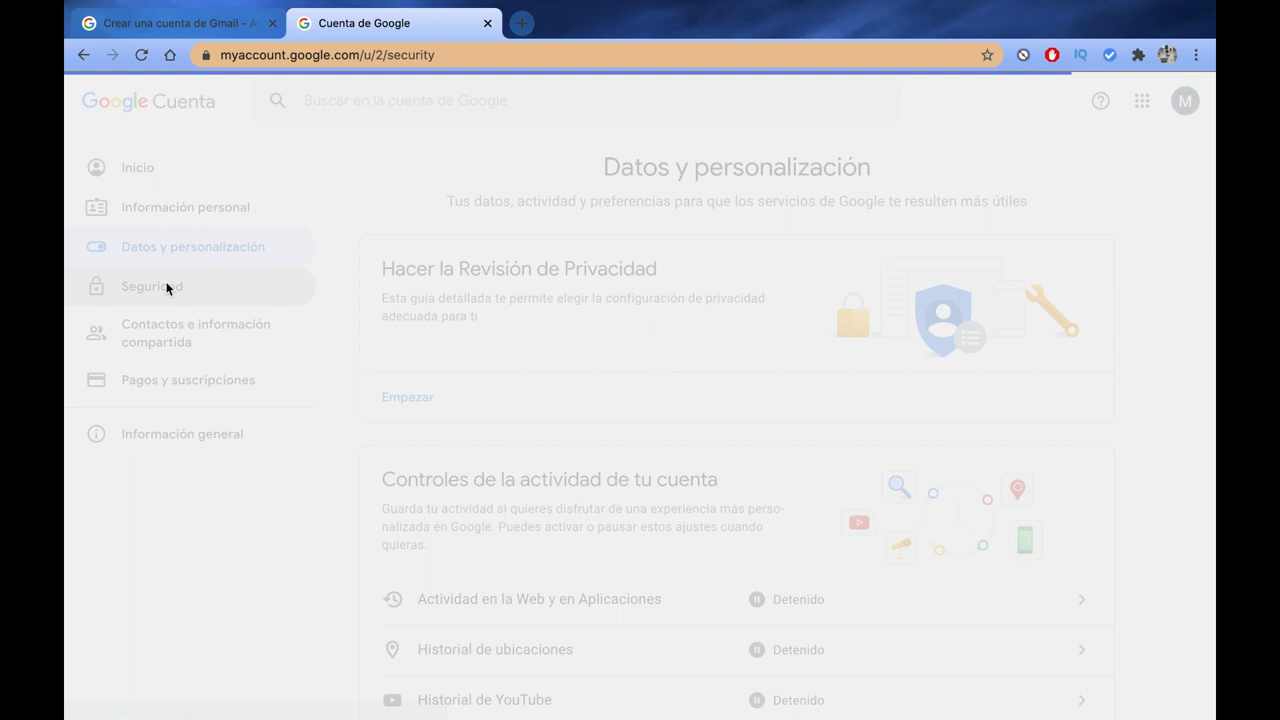 Crear una cuenta de Gmail -
Cuenta de Google
myaccount.google.com/u/2/security
IQ
Google Cuenta
Buscar en la cuenta de Google
M
Inicio
Información personal
Datos y personalización
Seguridad
Contactos e información
compartida
Pagos y suscripciones
Información general
Datos y personalización
Tus datos, actividad y preferencias para que los servicios de Google te resulten más útiles
Hacer la Revisión de Privacidad
Esta guía detallada te permite elegir la configuración de privacidad
adecuada para ti
Empezar
Controles de la actividad de tu cuenta
Guarda tu actividad si quieres disfrutar de una experiencia más perso-
nalizada en Google. Puedes activar o pausar estos ajustes cuando
quieras.
Actividad en la Web y en Aplicaciones Detenido
Historial de ubicaciones Detenido
Historial de YouTube Detenido